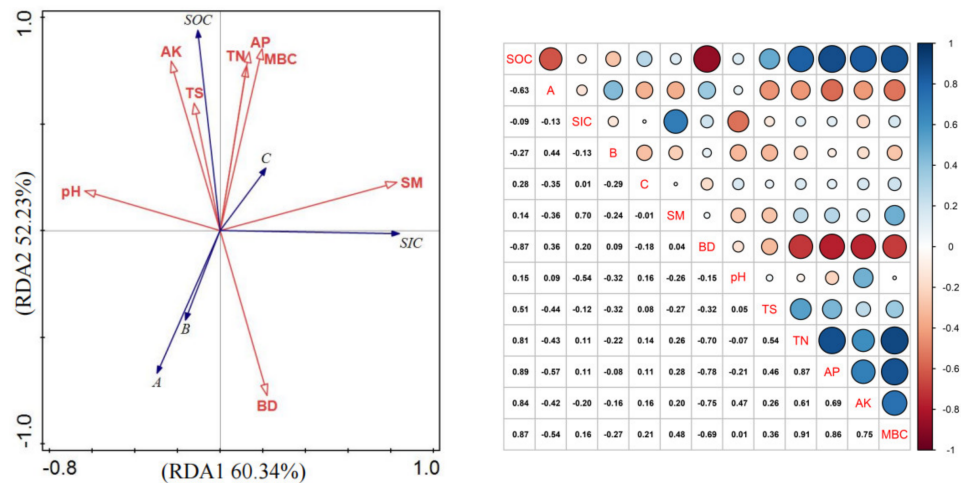 1.0
SOC
AK
TN
AP
MBC
TS
C
pH
SM
SIC
B
A
BD
-1.0
-0.8
1.0
(RDA1 60.34%)
(RDA2 52.23%)
SOC
-0.63 A
-0.09 -0.13 SIC
-0.27 0.44 -0.13 B
0.28 -0.35 0.01 -0.29 C
0.14 -0.36 0.70 -0.24 -0.01 SM
-0.87 0.36 0.20 0.09 -0.18 0.04 BD
0.15 0.09 -0.54 -0.32 0.16 -0.26 -0.15 pH
0.51 -0.44 -0.12 -0.32 0.08 -0.27 -0.32 0.05 TS
0.81 -0.43 0.11 -0.22 0.14 0.26 -0.70 -0.07 0.54 TN
0.89 -0.57 0.11 -0.08 0.11 0.28 -0.78 -0.21 0.46 0.87 AP
0.84 -0.42 -0.20 -0.16 0.16 0.20 -0.75 0.47 0.26 0.61 0.69 AK
0.87 -0.54 0.16 -0.27 0.21 0.48 -0.69 0.01 0.36 0.91 0.86 0.75 MBC
1
0.8
0.6
0.4
0.2
0
-0.2
-0.4
-0.6
-0.8
-1